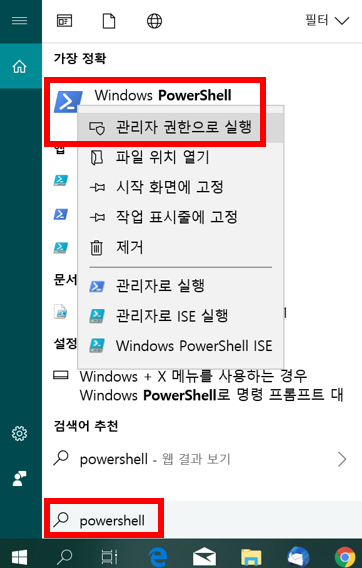 필터
가장 정확
Windows PowerShell
관리자 권한으로 실행
웹
파일 위치 열기
시작 화면에 고정
작업 표시줄에 고정
제거
문서
관리자로 실행
관리자로 ISE 실행
Windows PowerShell ISE
설정
Windows + X 메뉴를 사용하는 경우
Windows PowerShell로 명령 프롬프트 대
검색어 추천
powershell - 웹 결과 보기
powershell